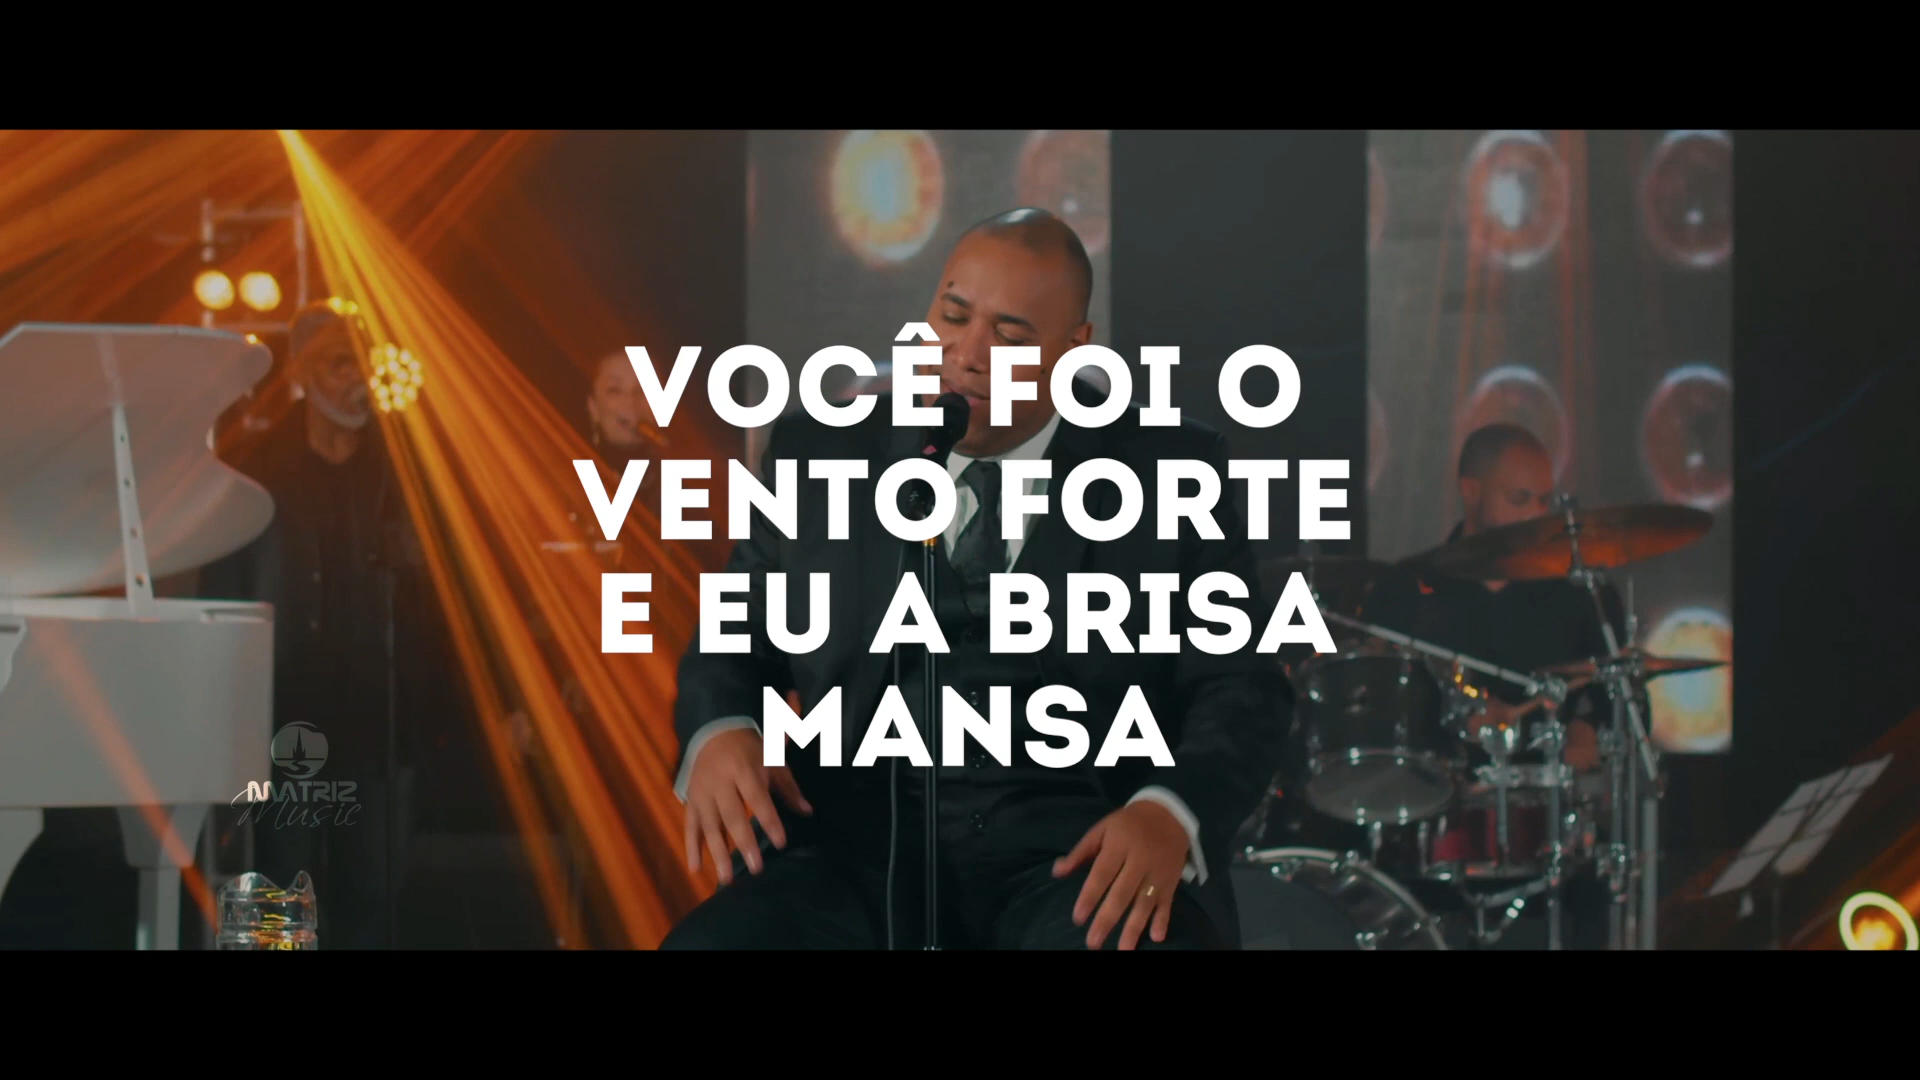 VOCÊ FOI O
VENTO FORTE
E EU A BRISA
MANSA
MATRIZ
Music